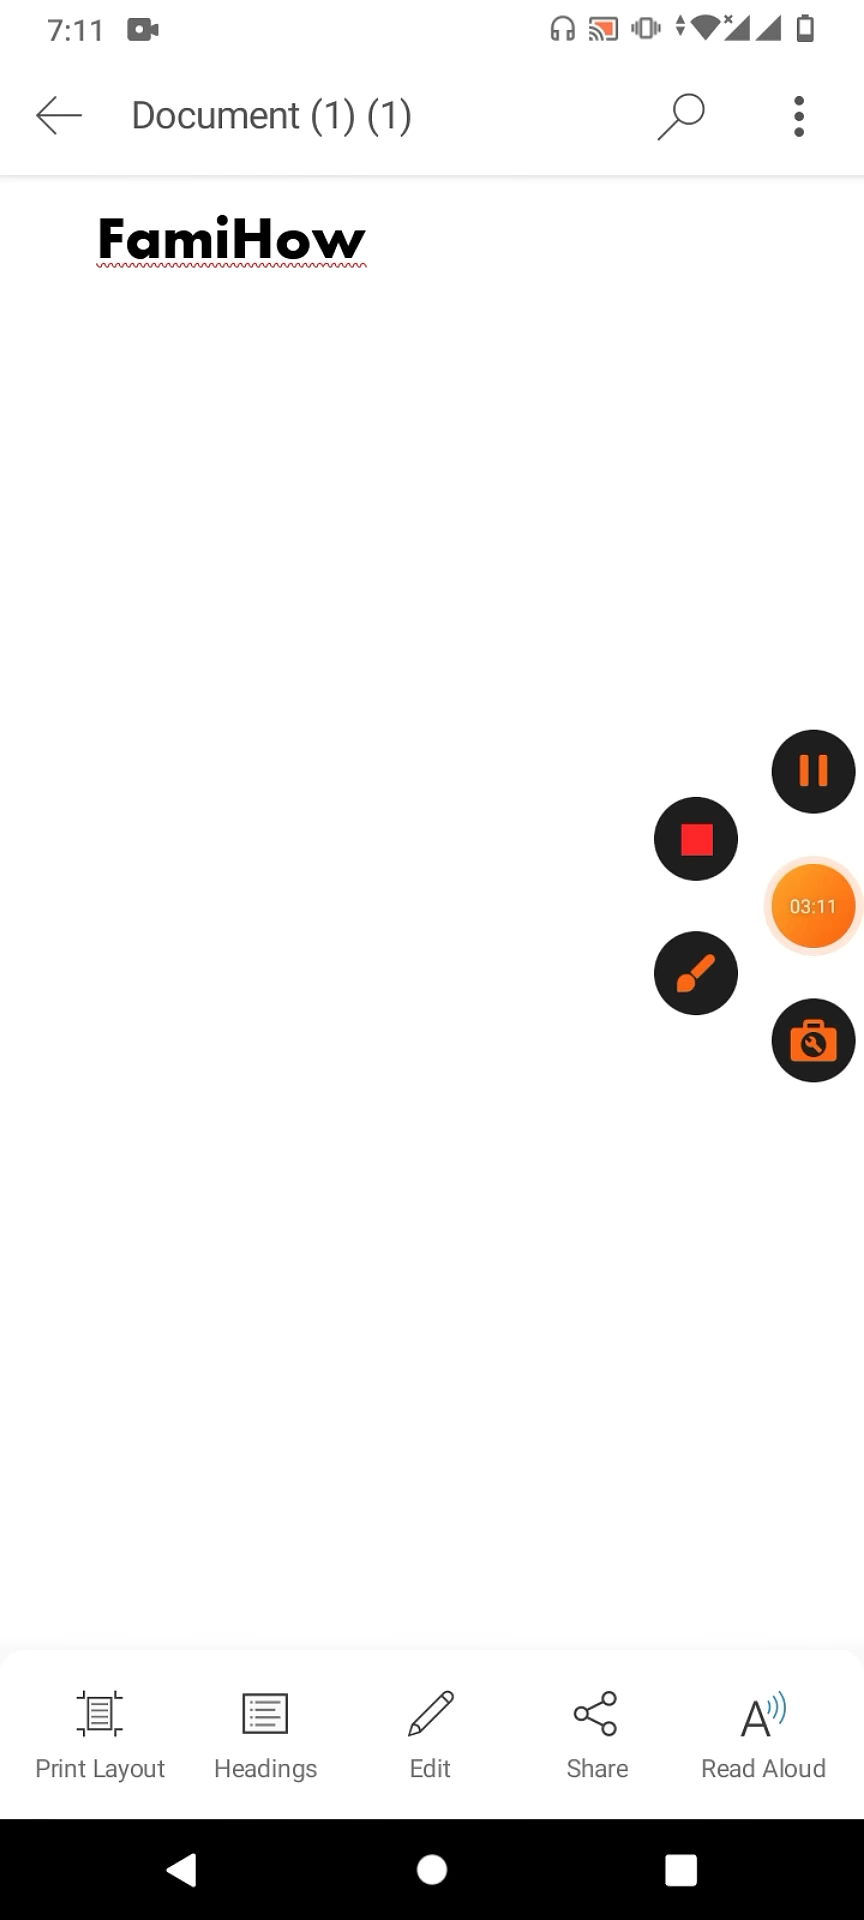 7:11
Document (1) (1)
FamiHow
03:11
Print Layout
Headings
Edit
Share
Read Aloud